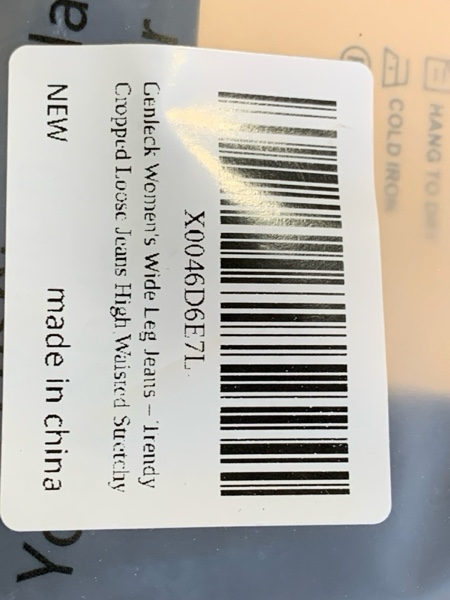 X0046D6E7L
Genleck Women's Wide Leg Jeans – Trendy
Cropped Loose Jeans High Waisted Stretchy
NEW made in china
HANG TO DRY
COLD IRON